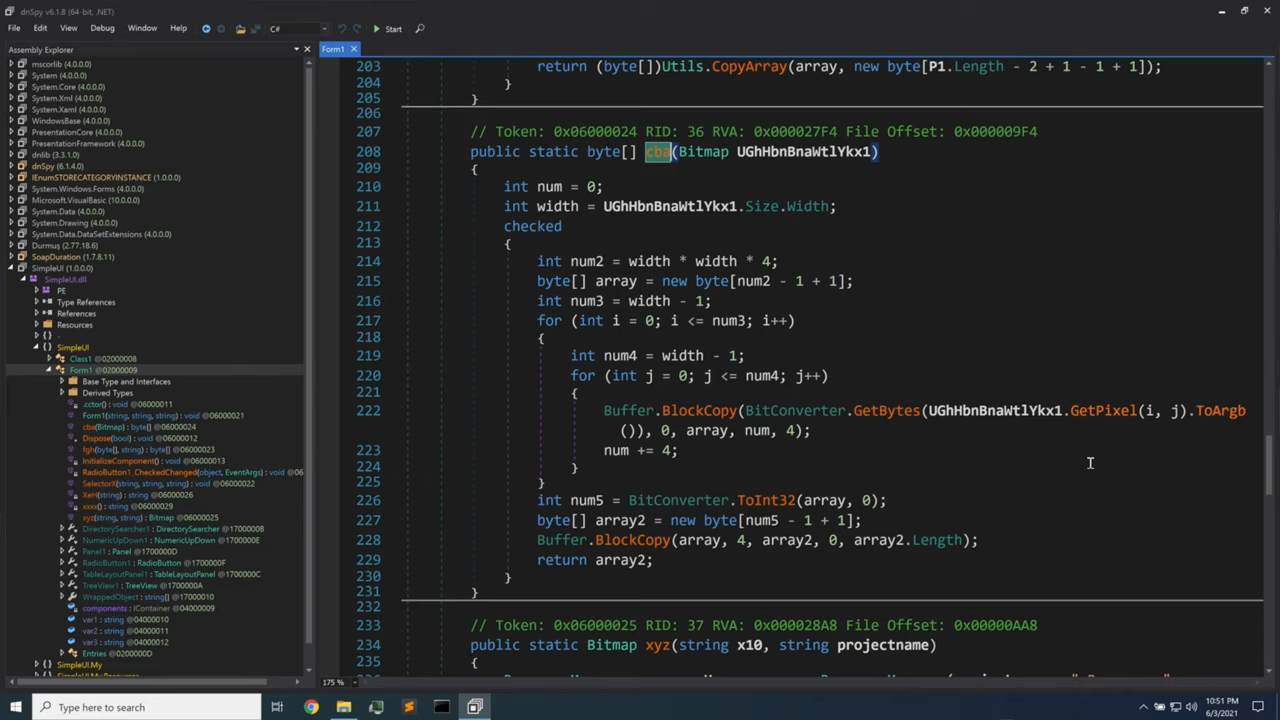 dnSpy v6.1.8 (64-bit, .NET)
File Edit View Debug Window Help C# Start
Assembly Explorer
Form1
mscorlib (4.0.0.0)
System (4.0.0.0)
System.Core (4.0.0.0)
System.Xml (4.0.0.0)
System.Xaml (4.0.0.0)
WindowsBase (4.0.0.0)
PresentationCore (4.0.0.0)
PresentationFramework (4.0.0.0)
dnlib (3.3.1.0)
dnSpy (6.1.4.0)
IEnumSTORECATEGORYINSTANCE (4.0.0.0)
System.Windows.Forms (4.0.0.0)
Microsoft.VisualBasic (10.0.0.0)
System.Data (4.0.0.0)
System.Drawing (4.0.0.0)
System.Data.DataSetExtensions (4.0.0.0)
Durmuş (2.77.18.6)
SoapDuration (1.7.8.11)
SimpleUI (1.0.0.0)
SimpleUI.dll
PE
Type References
References
Resources
{ } -
{ } SimpleUI
Class1 @02000008
Form1 @02000009
Base Type and Interfaces
Derived Types
.cctor() : void @06000011
Form1(string, string, string) @06000021
cba(Bitmap) : byte[] @06000024
Dispose(bool) : void @06000012
fgh(byte[], string) : byte[] @06000023
InitializeComponent() : void @06000013
RadioButton1_CheckedChanged(object, EventArgs) : void @06
SelectorX(string, string, string) : void @06000022
XeH(string) : string @06000026
xxxx() : string @06000029
xyz(string, string) : Bitmap @06000025
DirectorySearcher1 : DirectorySearcher @17000008
NumericUpDown1 : NumericUpDown @1700000E
Panel1 : Panel @1700000D
RadioButton1 : RadioButton @1700000F
TableLayoutPanel1 : TableLayoutPanel @1700000C
TreeView1 : TreeView @1700000A
WrappedObject : string[] @17000010
components : IContainer @04000009
var1 : string @04000010
var2 : string @04000011
var3 : string @04000012
Entries @0200000D
{ } SimpleUI.My
{ } SimpleUI.My.Resources
203 return (byte[])Utils.CopyArray(array, new byte[P1.Length - 2 + 1 - 1 + 1]);
204 }
205 }
206
207 // Token: 0x06000024 RID: 36 RVA: 0x000027F4 File Offset: 0x000009F4
208 public static byte[] cba(Bitmap UGhHbnBnaWtlYkx1)
209 {
210 int num = 0;
211 int width = UGhHbnBnaWtlYkx1.Size.Width;
212 checked
213 {
214 int num2 = width * width * 4;
215 byte[] array = new byte[num2 - 1 + 1];
216 int num3 = width - 1;
217 for (int i = 0; i <= num3; i++)
218 {
219 int num4 = width - 1;
220 for (int j = 0; j <= num4; j++)
221 {
222 Buffer.BlockCopy(BitConverter.GetBytes(UGhHbnBnaWtlYkx1.GetPixel(i, j).ToArgb
()), 0, array, num, 4);
223 num += 4;
224 }
225 }
226 int num5 = BitConverter.ToInt32(array, 0);
227 byte[] array2 = new byte[num5 - 1 + 1];
228 Buffer.BlockCopy(array, 4, array2, 0, array2.Length);
229 return array2;
230 }
231 }
232
233 // Token: 0x06000025 RID: 37 RVA: 0x000028A8 File Offset: 0x00000AA8
234 public static Bitmap xyz(string x10, string projectname)
235 {
175 %
Type here to search
10:51 PM
6/3/2021